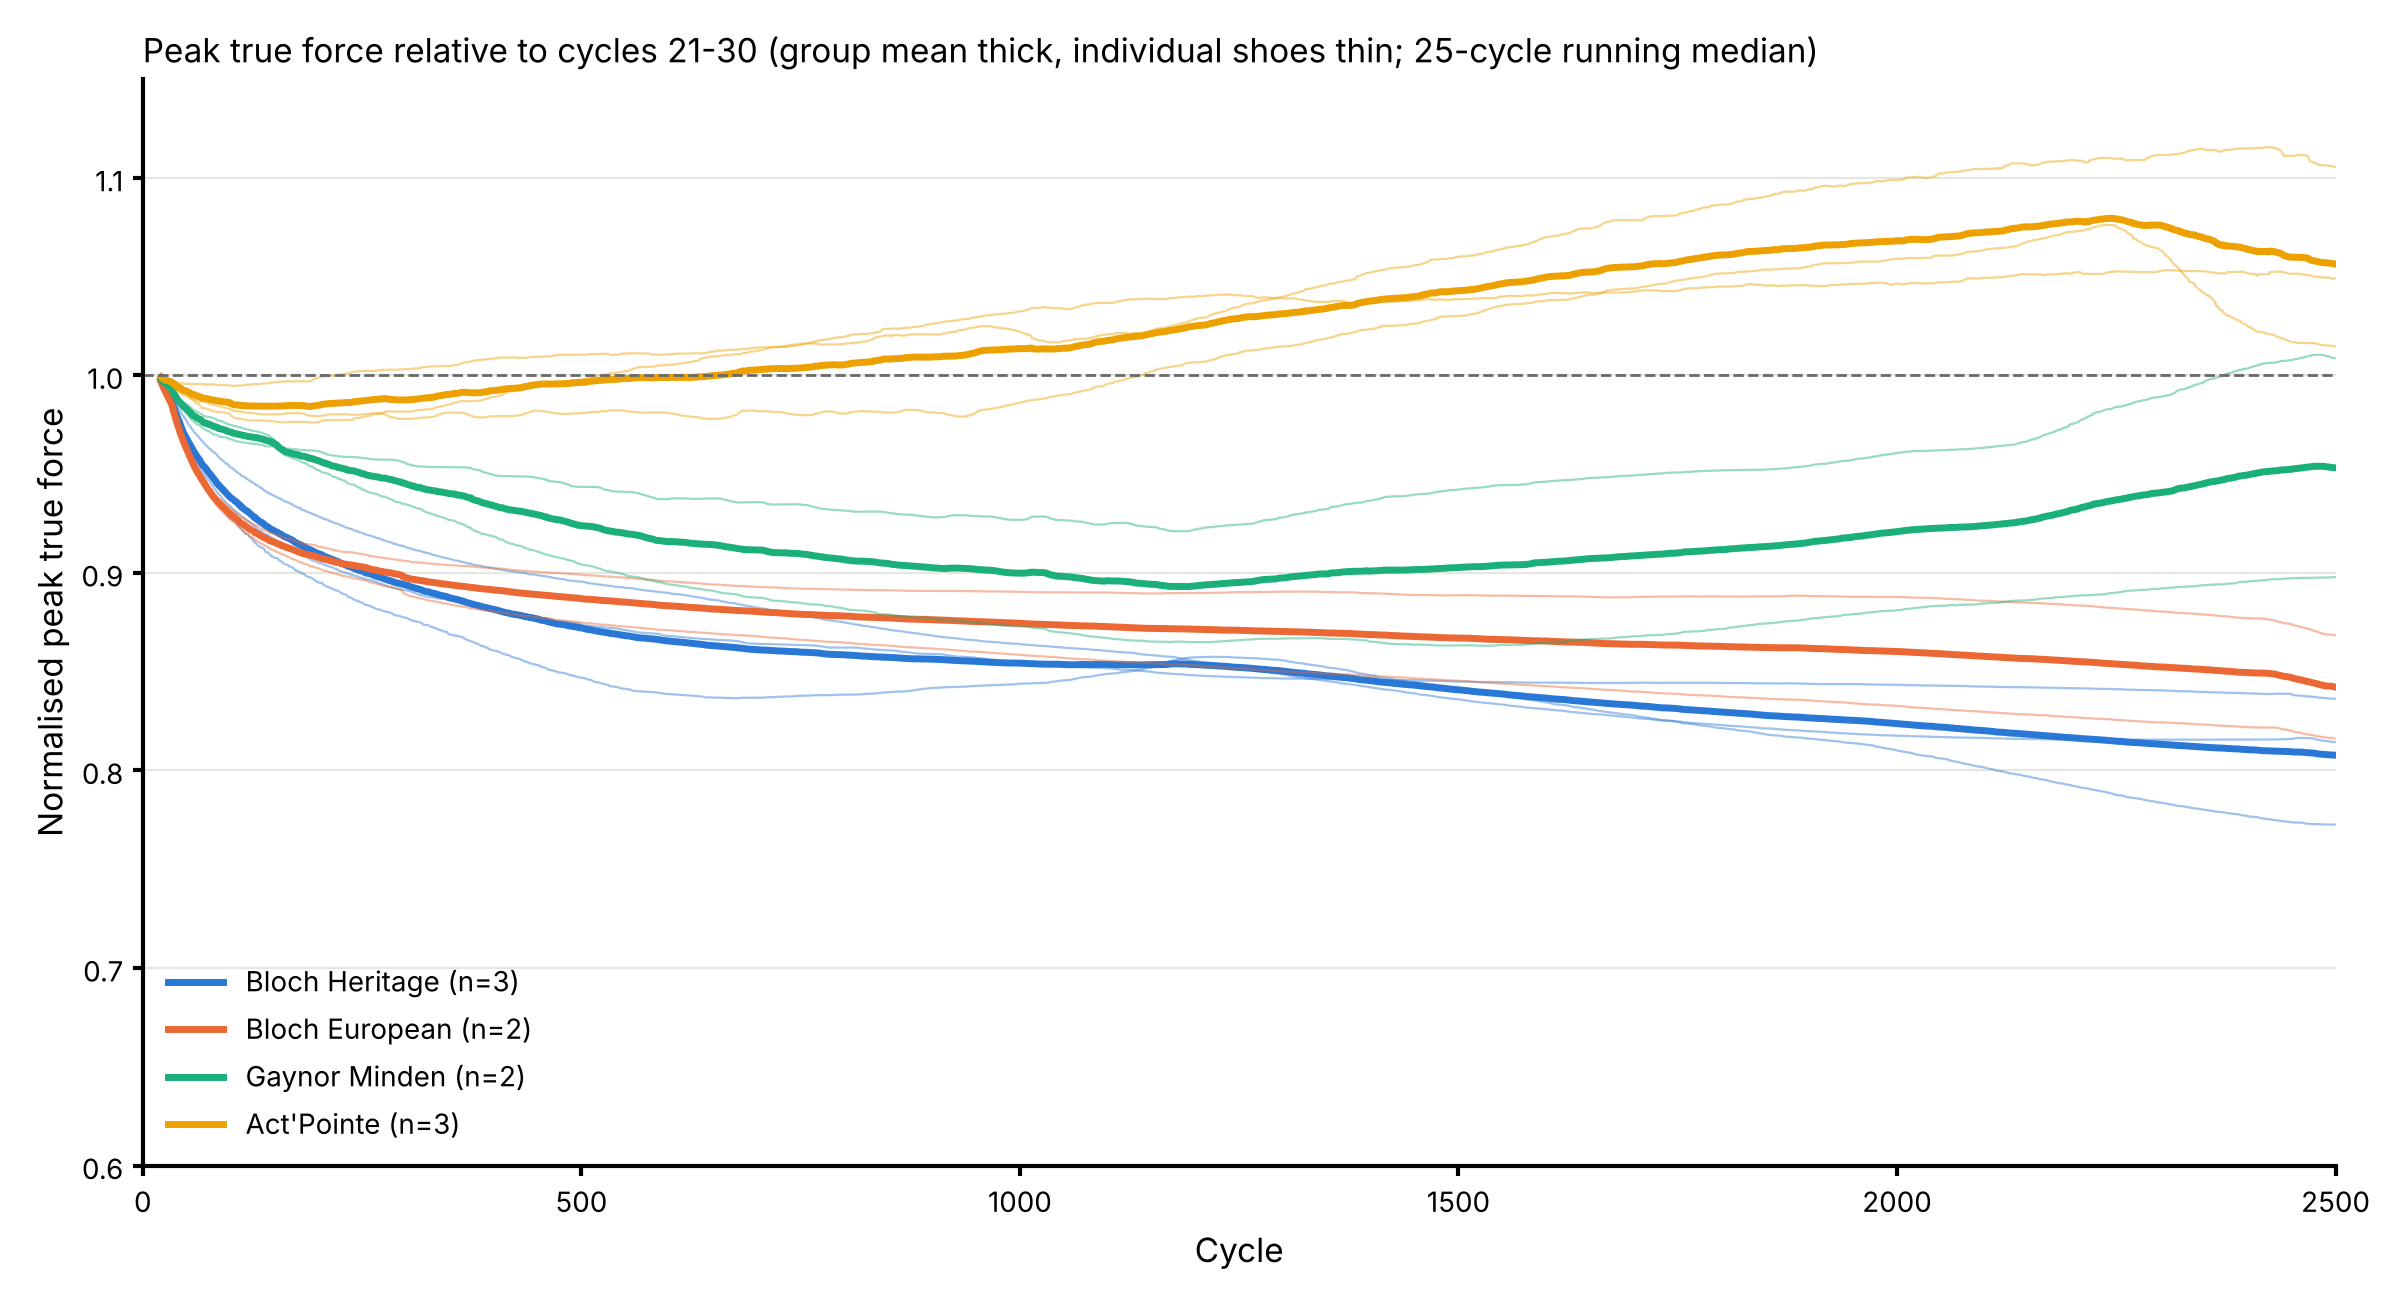 Peak true force relative to cycles 21-30 (group mean thick, individual shoes thin; 25-cycle running median)
Normalised peak true force
1.1
1.0
0.9
0.8
0.7
0.6
Bloch Heritage (n=3)
Bloch European (n=2)
Gaynor Minden (n=2)
Act'Pointe (n=3)
0
500
1000
1500
2000
2500
Cycle